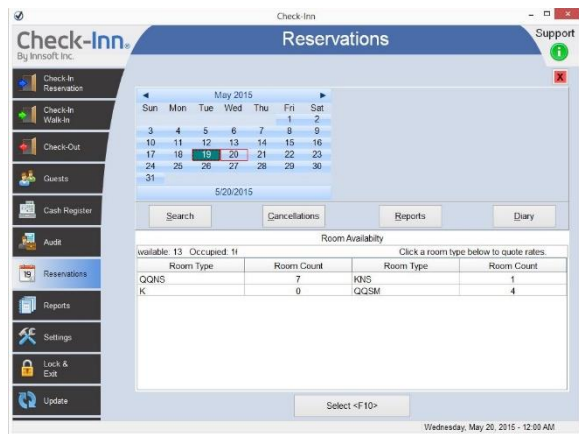 Check-Inn
Check-Inn®
By Innsoft Inc.
Reservations
Support
X
Check-In
Reservation
Check-In
Walk-In
Check-Out
Guests
Cash Register
Audit
19
Reservations
Reports
Settings
Lock &
Exit
Update
May 2015
Sun Mon Tue Wed Thu Fri Sat
1 2
3 4 5 6 7 8 9
10 11 12 13 14 15 16
17 18 19 20 21 22 23
24 25 26 27 28 29 30
31
5/20/2015
Search Cancellations Reports Diary
Room Availabilty
wailable: 13 Occupied: 1 Click a room type below to quote rates.
Room Type Room Count Room Type Room Count
QQNS 7 KNS 1
K 0 QQSM 4
Select <F10>
Wednesday, May 20, 2015 - 12:00 AM